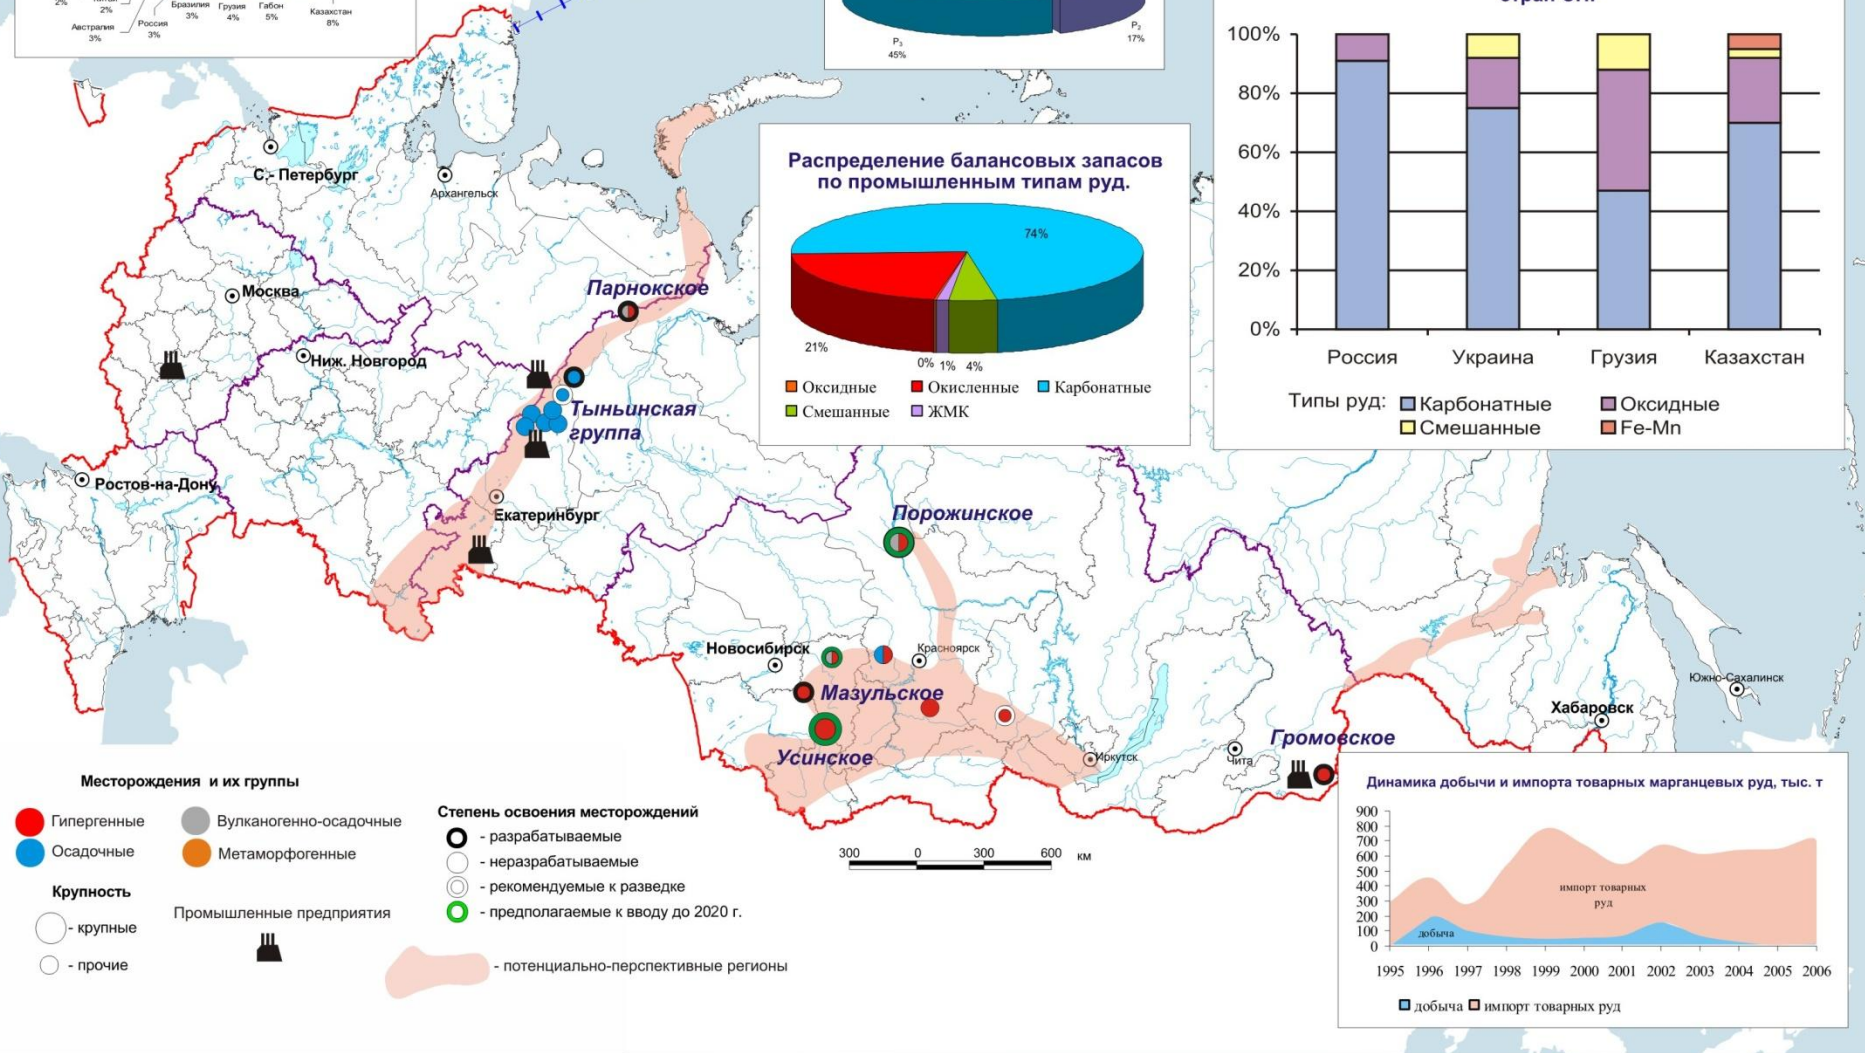 2%
2%
Австралия
3%
Россия
3%
Бразилия
3%
Грузия
4%
Габон
5%
Казахстан
8%
P3
45%
P2
17%
100%
80%
60%
40%
20%
0%
Россия
Украина
Грузия
Казахстан
Типы руд:
Карбонатные
Оксидные
Смешанные
Fe-Mn
Распределение балансовых запасов
по промышленным типам руд.
74%
21%
0%
1%
4%
Оксидные
Окисленные
Карбонатные
Смешанные
ЖМК
С.- Петербург
Архангельск
Москва
Парнокское
Ниж. Новгород
Тыньинская
группа
Ростов-на-Дону
Екатеринбург
Порожинское
Новосибирск
Красноярск
Мазульское
Усинское
Иркутск
Чита
Громовское
Хабаровск
Южно-Сахалинск
Месторождения и их группы
Гипергенные
Вулканогенно-осадочные
Осадочные
Метаморфогенные
Крупность
- крупные
- прочие
Промышленные предприятия
Степень освоения месторождений
- разрабатываемые
- неразрабатываемые
- рекомендуемые к разведке
- предполагаемые к вводу до 2020 г.
- потенциально-перспективные регионы
300
0
300
600
км
Динамика добычи и импорта товарных марганцевых руд, тыс. т
900
800
700
600
500
400
300
200
100
0
импорт товарных
руд
добыча
1995 1996 1997 1998 1999 2000 2001 2002 2003 2004 2005 2006
добыча
импорт товарных руд